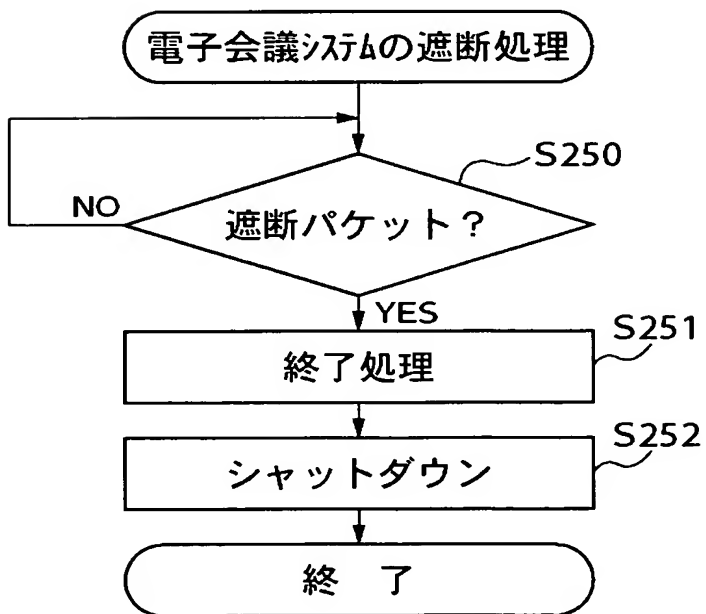 電子会議ｼｽﾃﾑの遮断処理
S250
NO
遮断パケット？
YES
S251
終了処理
S252
シャットダウン
終 了